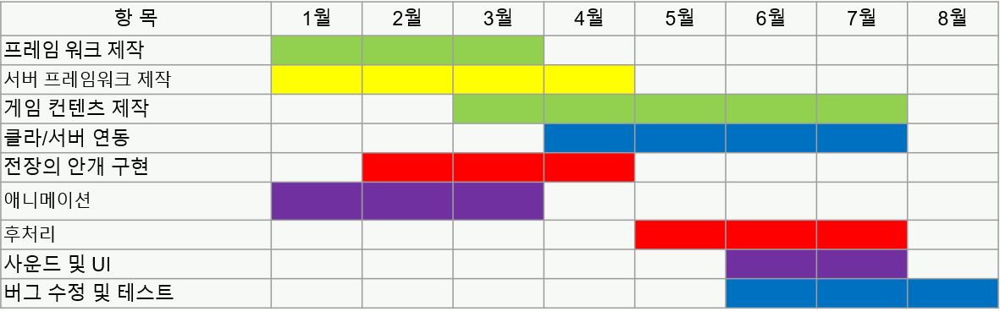 항 목 1월 2월 3월 4월 5월 6월 7월 8월
프레임 워크 제작
서버 프레임워크 제작
게임 컨텐츠 제작
클라/서버 연동
전장의 안개 구현
애니메이션
후처리
사운드 및 UI
버그 수정 및 테스트